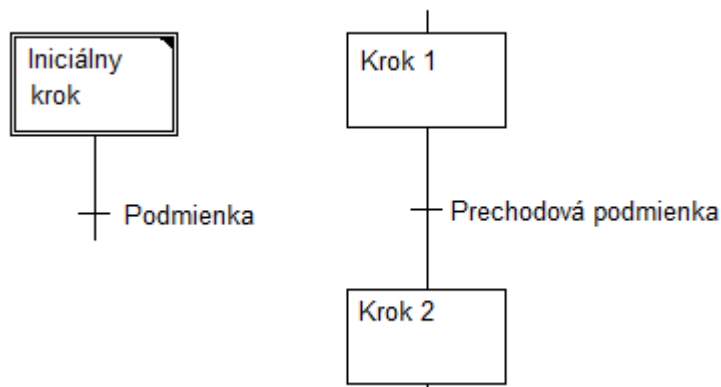 Iniciálny
krok
Podmienka
Krok 1
Prechodová podmienka
Krok 2